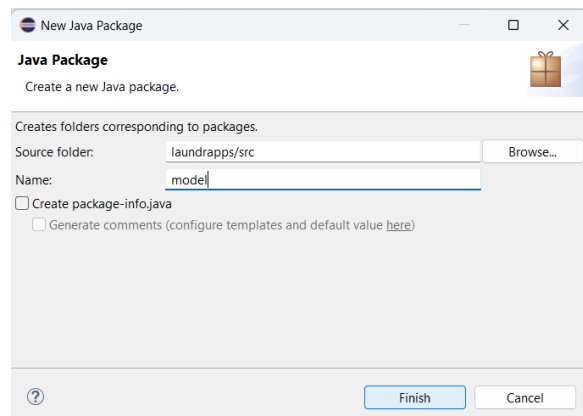 New Java Package
Java Package
Create a new Java package.
Creates folders corresponding to packages.
Source folder: laundrapps/src Browse...
Name: model
Create package-info.java
Generate comments (configure templates and default value here)
? Finish Cancel